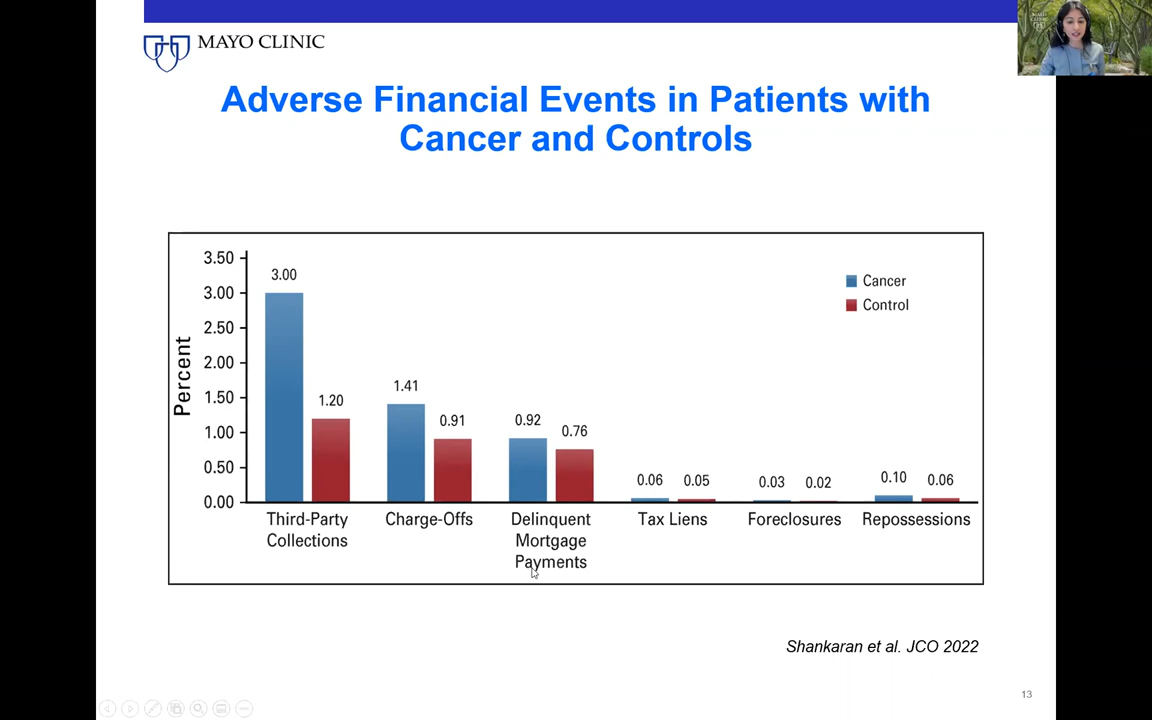 MAYO CLINIC
Adverse Financial Events in Patients with
Cancer and Controls
Percent
3.50
3.00
2.50
2.00
1.50
1.00
0.50
0.00
3.00
1.20
1.41
0.91
0.92
0.76
0.06
0.05
0.03
0.02
0.10
0.06
Cancer
Control
Third-Party
Collections
Charge-Offs
Delinquent
Mortgage
Payments
Tax Liens
Foreclosures
Repossessions
Shankaran et al. JCO 2022
13